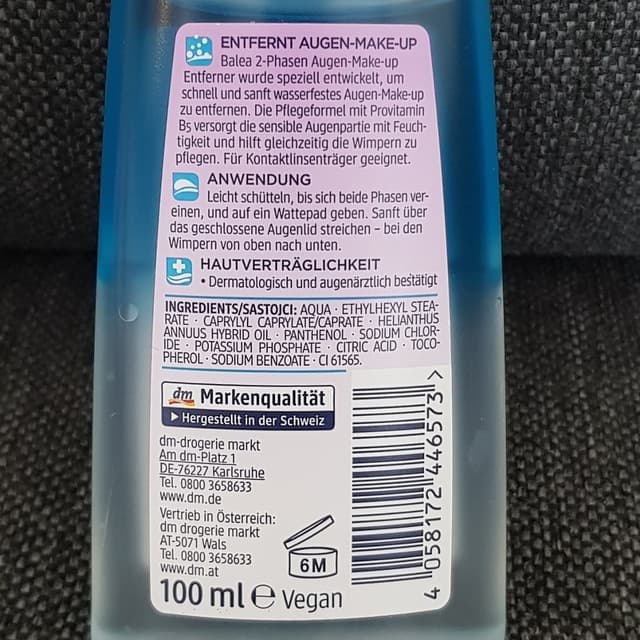 ENTFERNT AUGEN-MAKE-UP
Balea 2-Phasen Augen-Make-up
Entferner wurde speziell entwickelt, um
schnell und sanft wasserfestes Augen-Make-up
zu entfernen. Die Pflegeformel mit Provitamin
B5 versorgt die sensible Augenpartie mit Feuch-
tigkeit und hilft gleichzeitig die Wimpern zu
pflegen. Für Kontaktlinsenträger geeignet.
ANWENDUNG
Leicht schütteln, bis sich beide Phasen ver-
einen, und auf ein Wattepad geben. Sanft über
das geschlossene Augenlid streichen – bei den
Wimpern von oben nach unten.
HAUTVERTRÄGLICHKEIT
• Dermatologisch und augenärztlich bestätigt
INGREDIENTS/SASTOJCI: AQUA · ETHYLHEXYL STEA-
RATE · CAPRYLYL CAPRYLATE/CAPRATE · HELIANTHUS
ANNUUS HYBRID OIL · PANTHENOL · SODIUM CHLOR-
IDE · POTASSIUM PHOSPHATE · CITRIC ACID · TOCO-
PHEROL · SODIUM BENZOATE · CI 61565.
dm Markenqualität
Hergestellt in der Schweiz
dm-drogerie markt
Am dm-Platz 1
DE-76227 Karlsruhe
Tel. 0800 3658633
www.dm.de
Vertrieb in Österreich:
dm drogerie markt
AT-5071 Wals
Tel. 0800 3658633
www.dm.at
6M
100 ml e Vegan
4 058172 446573 >